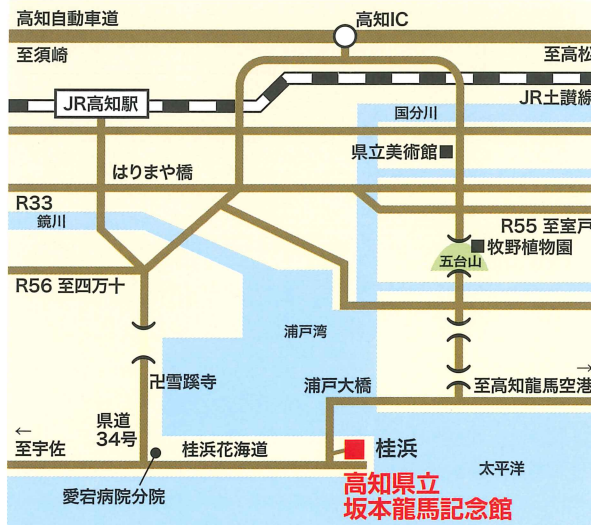 高知自動車道
高知IC
至須崎
至高松
JR高知駅
JR土讃線
国分川
県立美術館
はりまや橋
R33
鏡川
R55 至室戸
牧野植物園
五台山
R56 至四万十
浦戸湾
卍雪蹊寺
浦戸大橋
→
至高知龍馬空港
県道
34号
←
至宇佐
桂浜花海道
桂浜
太平洋
愛宕病院分院
高知県立
坂本龍馬記念館